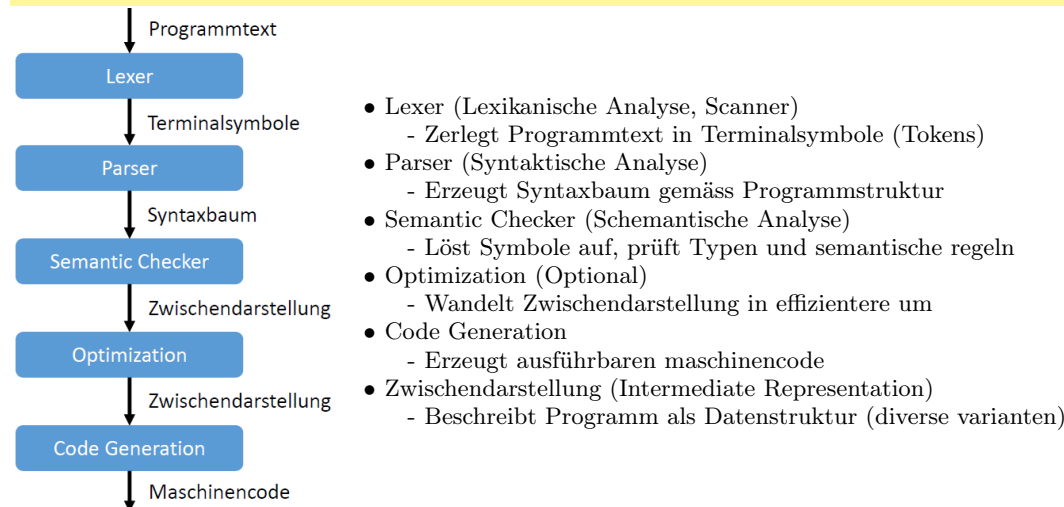 Programmtext
Lexer
Terminalsymbole
Parser
Syntaxbaum
Semantic Checker
Zwischendarstellung
Optimization
Zwischendarstellung
Code Generation
Maschinencode
• Lexer (Lexikanische Analyse, Scanner)
- Zerlegt Programmtext in Terminalsymbole (Tokens)
• Parser (Syntaktische Analyse)
- Erzeugt Syntaxbaum gemäss Programmstruktur
• Semantic Checker (Schemantische Analyse)
- Löst Symbole auf, prüft Typen und semantische regeln
• Optimization (Optional)
- Wandelt Zwischendarstellung in effizientere um
• Code Generation
- Erzeugt ausführbaren maschinencode
• Zwischendarstellung (Intermediate Representation)
- Beschreibt Programm als Datenstruktur (diverse varianten)